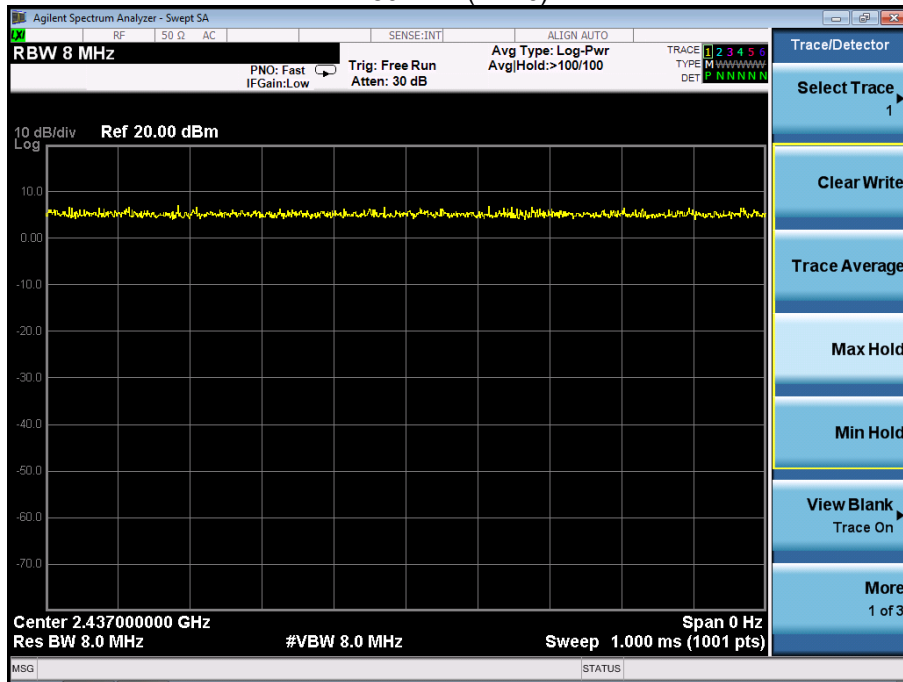 Agilent Spectrum Analyzer - Swept SA
LXI RF 50 Ω AC SENSE:INT ALIGN AUTO
RBW 8 MHz
PNO: Fast
IFGain:Low
Trig: Free Run
Atten: 30 dB
Avg Type: Log-Pwr
Avg|Hold:>100/100
TRACE 1 2 3 4 5 6
TYPE M WWWWW
DET P N N N N N
Trace/Detector
Select Trace
1
Clear Write
Trace Average
Max Hold
Min Hold
View Blank
Trace On
More
1 of 3
10 dB/div Ref 20.00 dBm
Log
10.0
0.00
-10.0
-20.0
-30.0
-40.0
-50.0
-60.0
-70.0
Center 2.437000000 GHz Span 0 Hz
Res BW 8.0 MHz #VBW 8.0 MHz Sweep 1.000 ms (1001 pts)
MSG STATUS